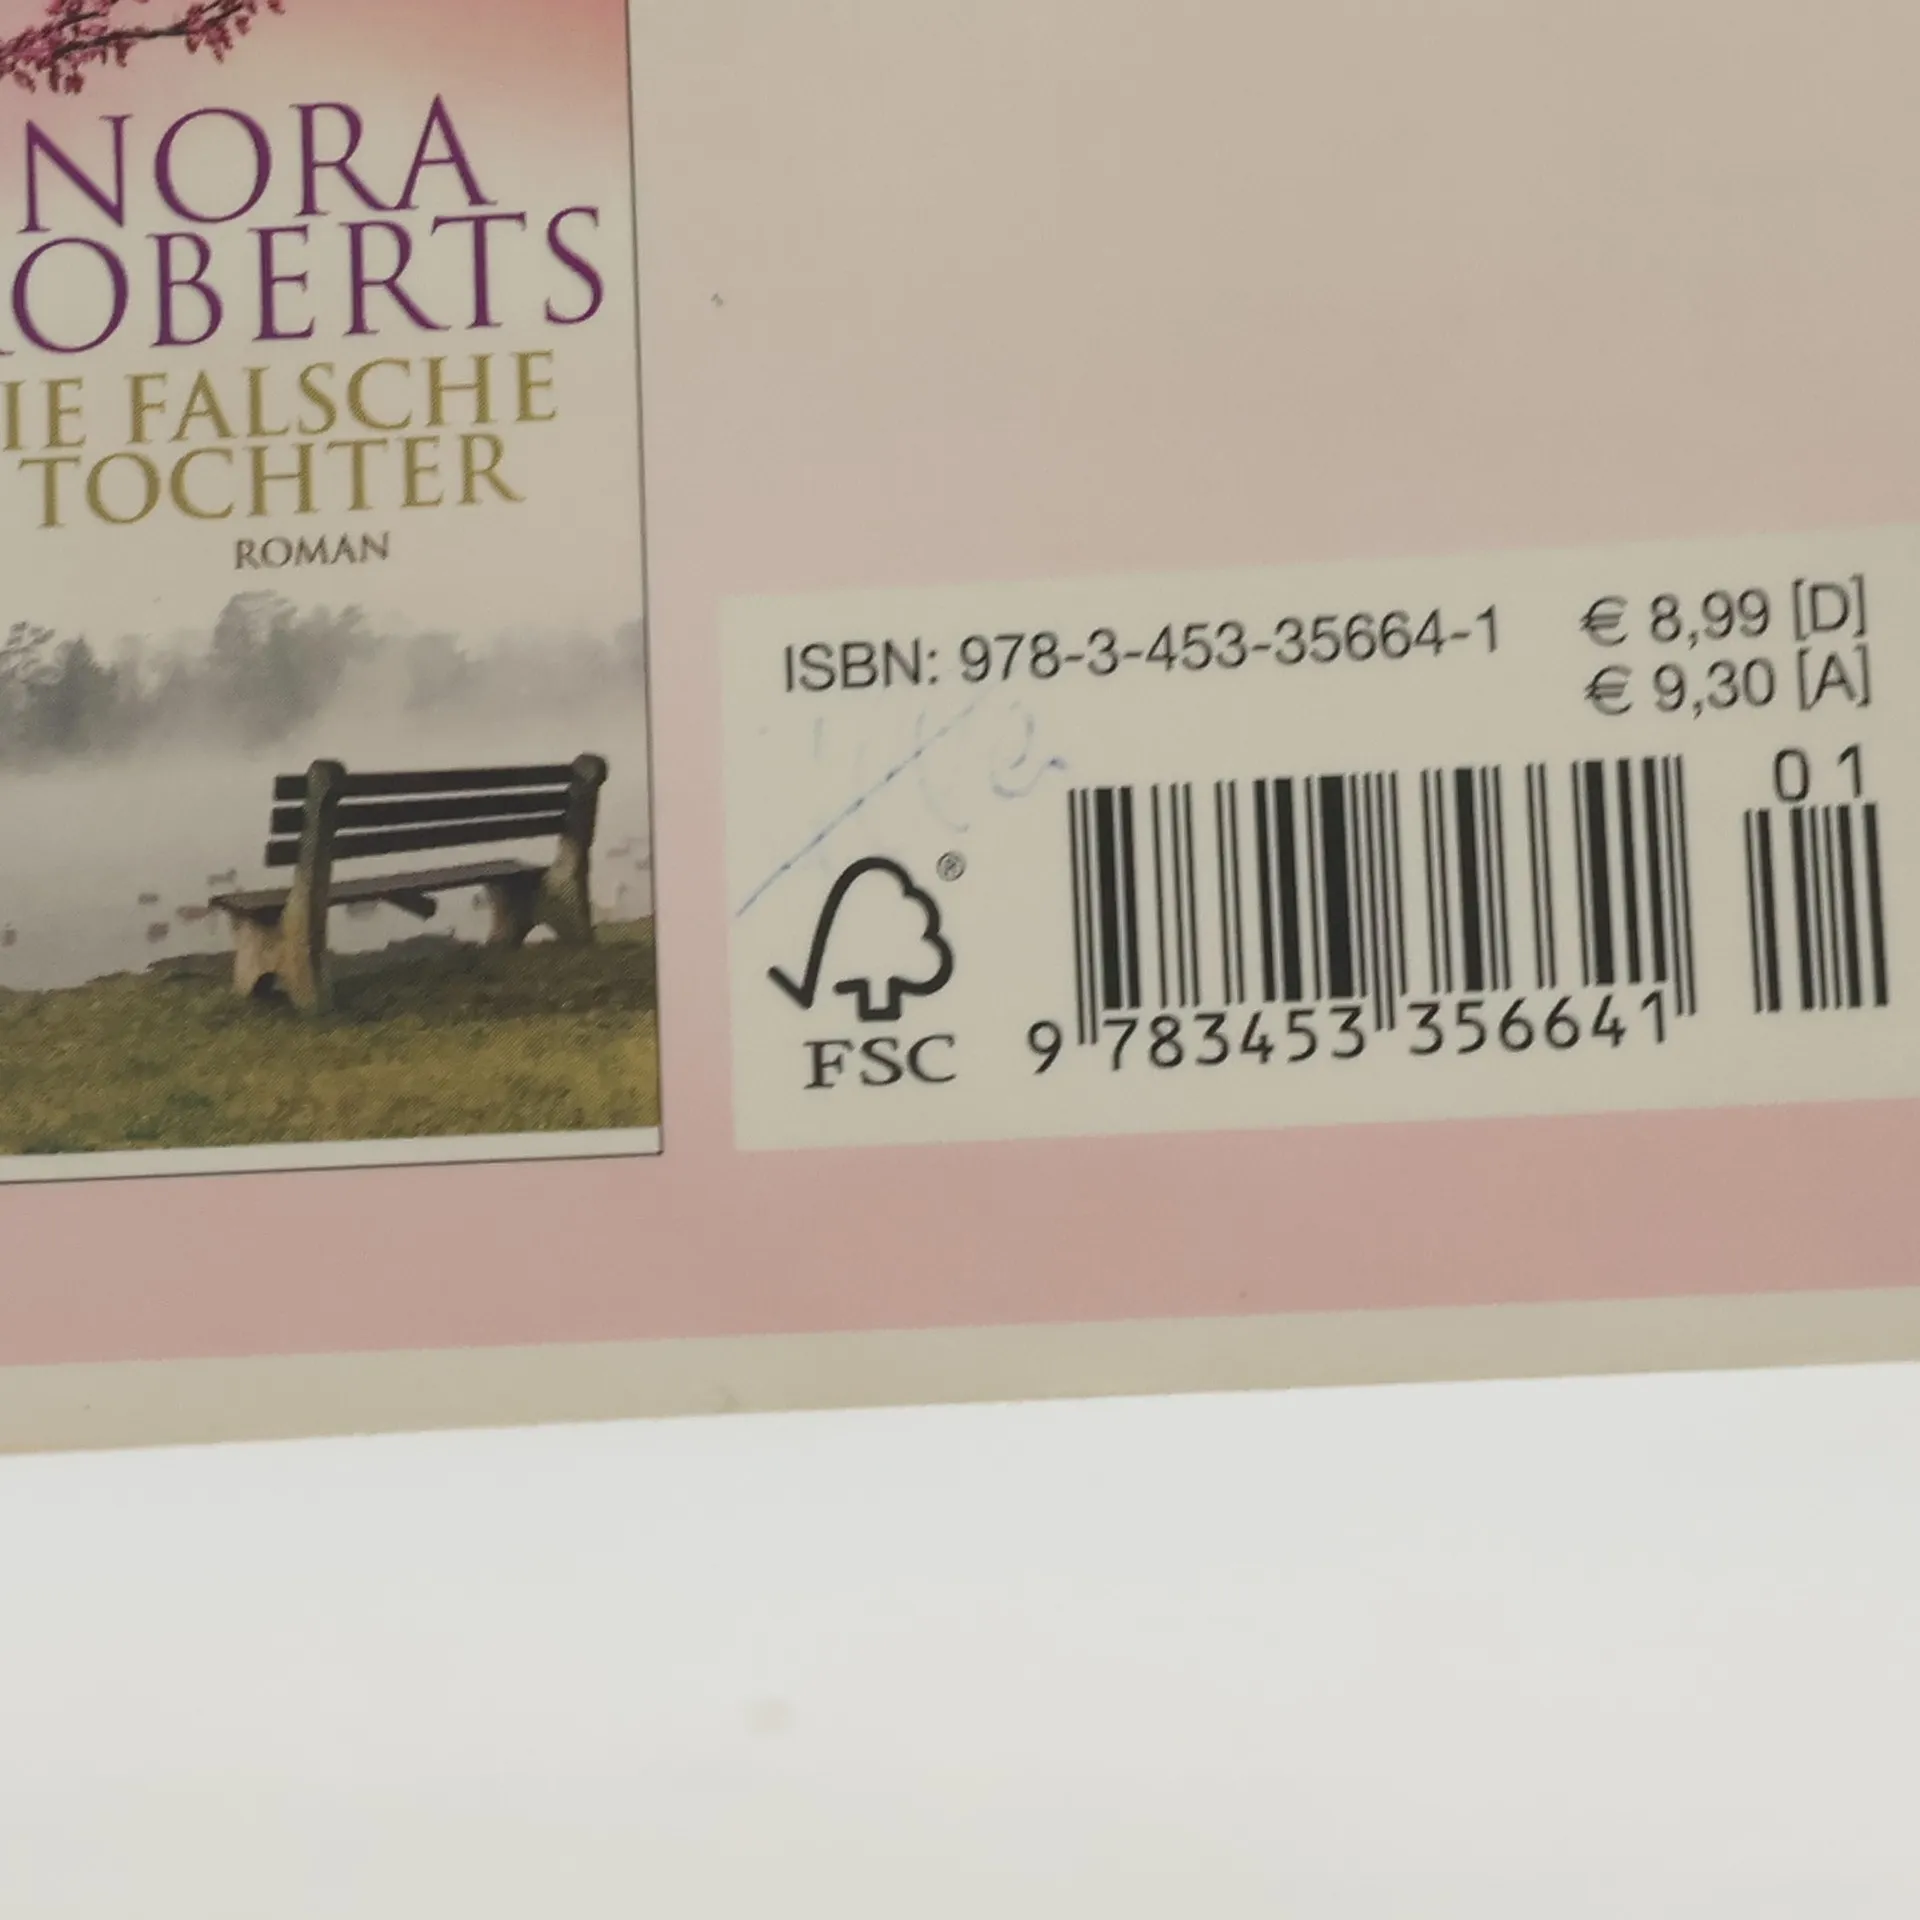 NORA
OBERTS
IE FALSCHE
TOCHTER
ROMAN
ISBN: 978-3-453-35664-1
€ 8,99 [D]
€ 9,30 [A]
01
®
FSC
9 783453 356641